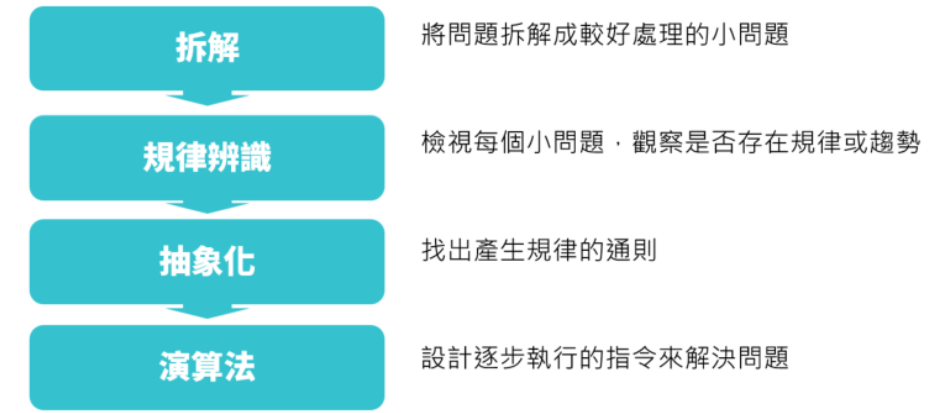 拆解
將問題拆解成較好處理的小問題
規律辨識
檢視每個小問題，觀察是否存在規律或趨勢
抽象化
找出產生規律的通則
演算法
設計逐步執行的指令來解決問題